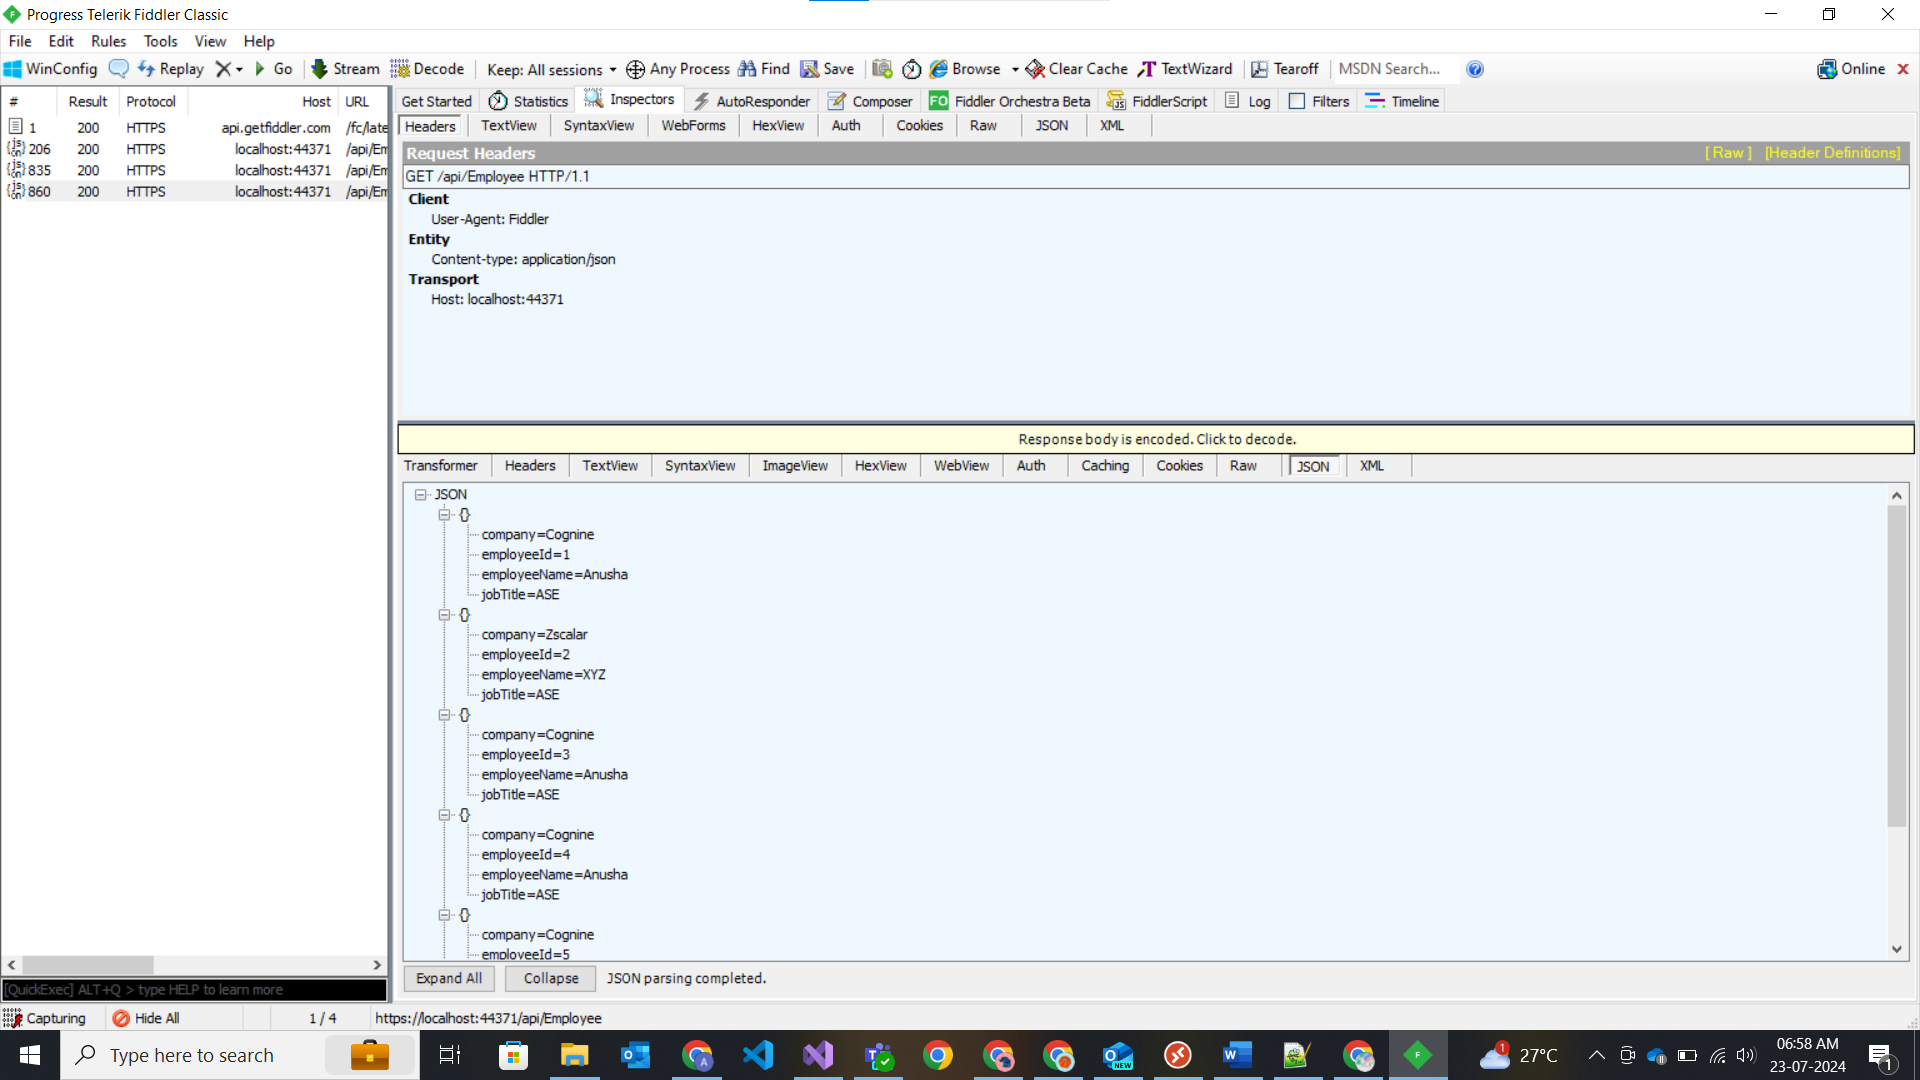 Progress Telerik Fiddler Classic
File Edit Rules Tools View Help
WinConfig Replay Go Stream Decode Keep: All sessions Any Process Find Save Browse Clear Cache TextWizard Tearoff MSDN Search... Online
# Result Protocol Host URL
1 200 HTTPS api.getfiddler.com /fc/late
206 200 HTTPS localhost:44371 /api/Em
835 200 HTTPS localhost:44371 /api/Em
860 200 HTTPS localhost:44371 /api/Em
Get Started Statistics Inspectors AutoResponder Composer FO Fiddler Orchestra Beta FiddlerScript Log Filters Timeline
Headers TextView SyntaxView WebForms HexView Auth Cookies Raw JSON XML
Request Headers [ Raw ] [Header Definitions]
GET /api/Employee HTTP/1.1
Client
User-Agent: Fiddler
Entity
Content-type: application/json
Transport
Host: localhost:44371
Response body is encoded. Click to decode.
Transformer Headers TextView SyntaxView ImageView HexView WebView Auth Caching Cookies Raw JSON XML
JSON
{}
company=Cognine
employeeId=1
employeeName=Anusha
jobTitle=ASE
{}
company=Zscalar
employeeId=2
employeeName=XYZ
jobTitle=ASE
{}
company=Cognine
employeeId=3
employeeName=Anusha
jobTitle=ASE
{}
company=Cognine
employeeId=4
employeeName=Anusha
jobTitle=ASE
{}
company=Cognine
employeeId=5
Expand All Collapse JSON parsing completed.
[QuickExec] ALT+Q > type HELP to learn more
Capturing Hide All 1 / 4 https://localhost:44371/api/Employee
Type here to search
27°C
06:58 AM
23-07-2024